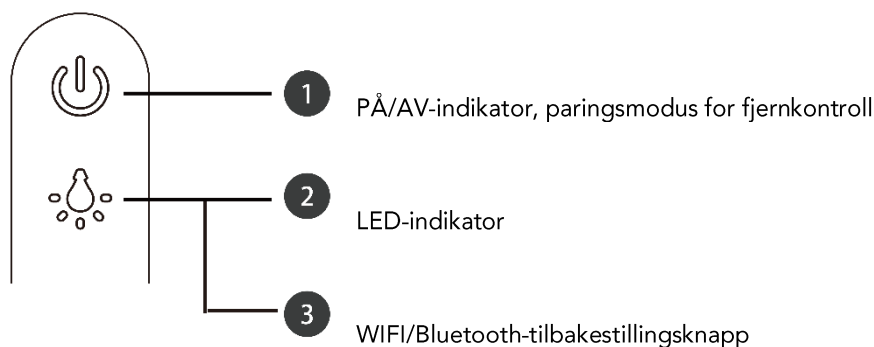 1
PÅ/AV-indikator, paringsmodus for fjernkontroll
2
LED-indikator
3
WIFI/Bluetooth-tilbakestillingsknapp